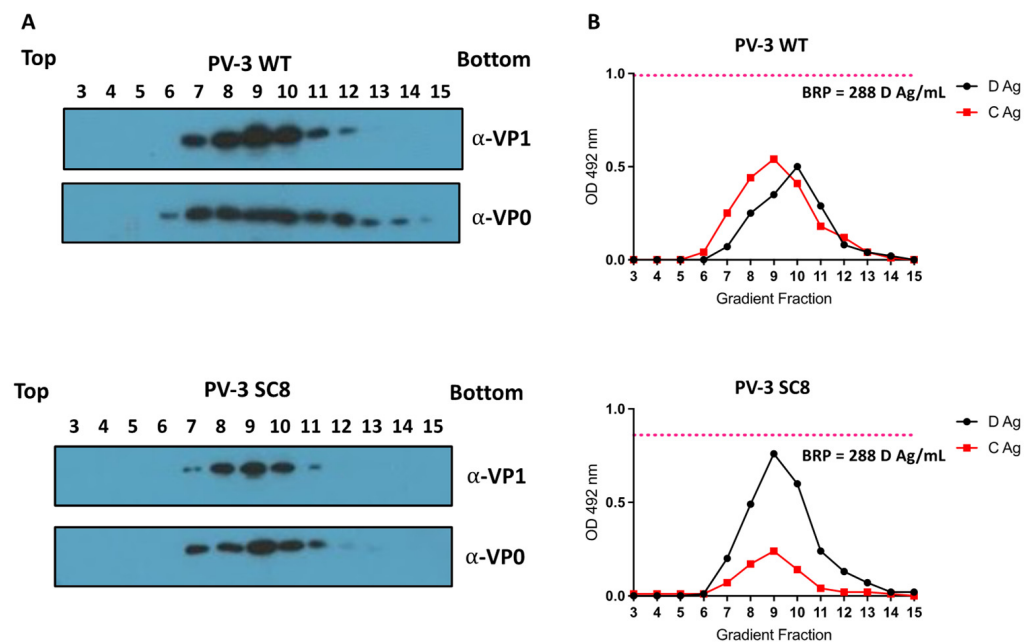 A
Top PV-3 WT Bottom
3 4 5 6 7 8 9 10 11 12 13 14 15
α-VP1
α-VP0
Top PV-3 SC8 Bottom
3 4 5 6 7 8 9 10 11 12 13 14 15
α-VP1
α-VP0
B
PV-3 WT
1.0
BRP = 288 D Ag/mL
D Ag
C Ag
0.5
OD 492 nm
0.0
3 4 5 6 7 8 9 10 11 12 13 14 15
Gradient Fraction
PV-3 SC8
1.0
D Ag
C Ag
BRP = 288 D Ag/mL
0.5
OD 492 nm
0.0
3 4 5 6 7 8 9 10 11 12 13 14 15
Gradient Fraction